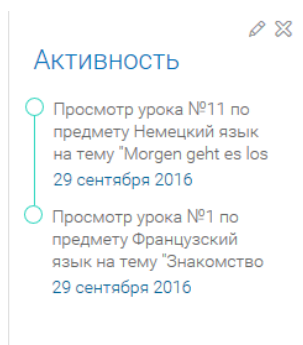 Активность
Просмотр урока №11 по
предмету Немецкий язык
на тему "Morgen geht es los
29 сентября 2016
Просмотр урока №1 по
предмету Французский
язык на тему "Знакомство
29 сентября 2016